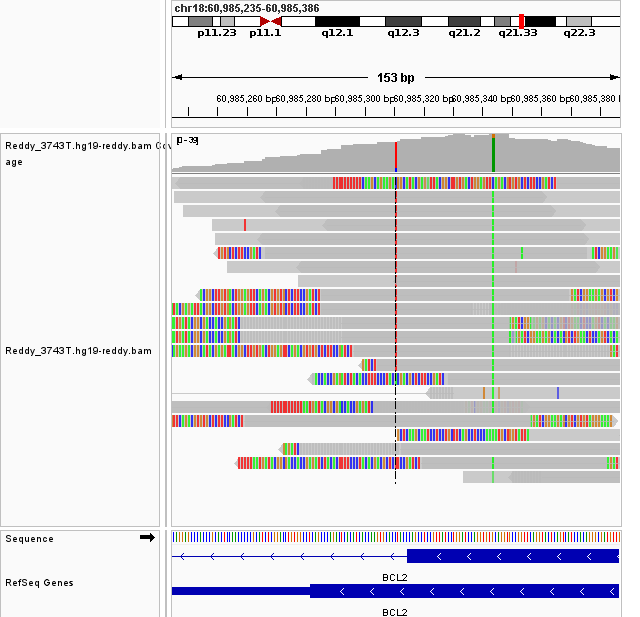 chr18:60,985,235-60,985,386
p11.23 p11.1 q12.1 q12.3 q21.2 q21.33 q22.3
153 bp
60,985,260 bp 60,985,280 bp 60,985,300 bp 60,985,320 bp 60,985,340 bp 60,985,360 bp 60,985,380
Reddy_3743T.hg19-reddy.bam Cov
age
[0-39]
Reddy_3743T.hg19-reddy.bam
Sequence
BCL2
RefSeq Genes
BCL2